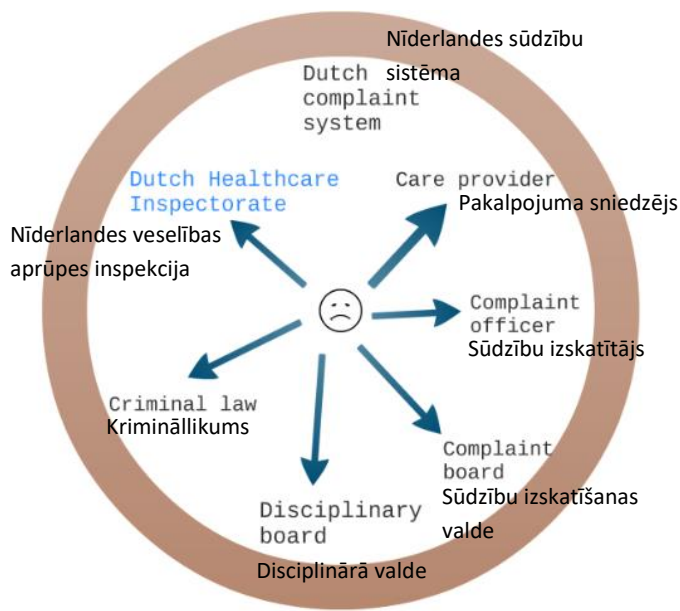 Nīderlandes sūdzību
sistēma
Dutch
complaint
system
Dutch Healthcare
Inspectorate
Nīderlandes veselības
aprūpes inspekcija
Care provider
Pakalpojuma sniedzējs
Complaint
officer
Sūdzību izskatītājs
Criminal law
Krimināllikums
Complaint
board
Sūdzību izskatīšanas
valde
Disciplinary
board
Disciplinārā valde